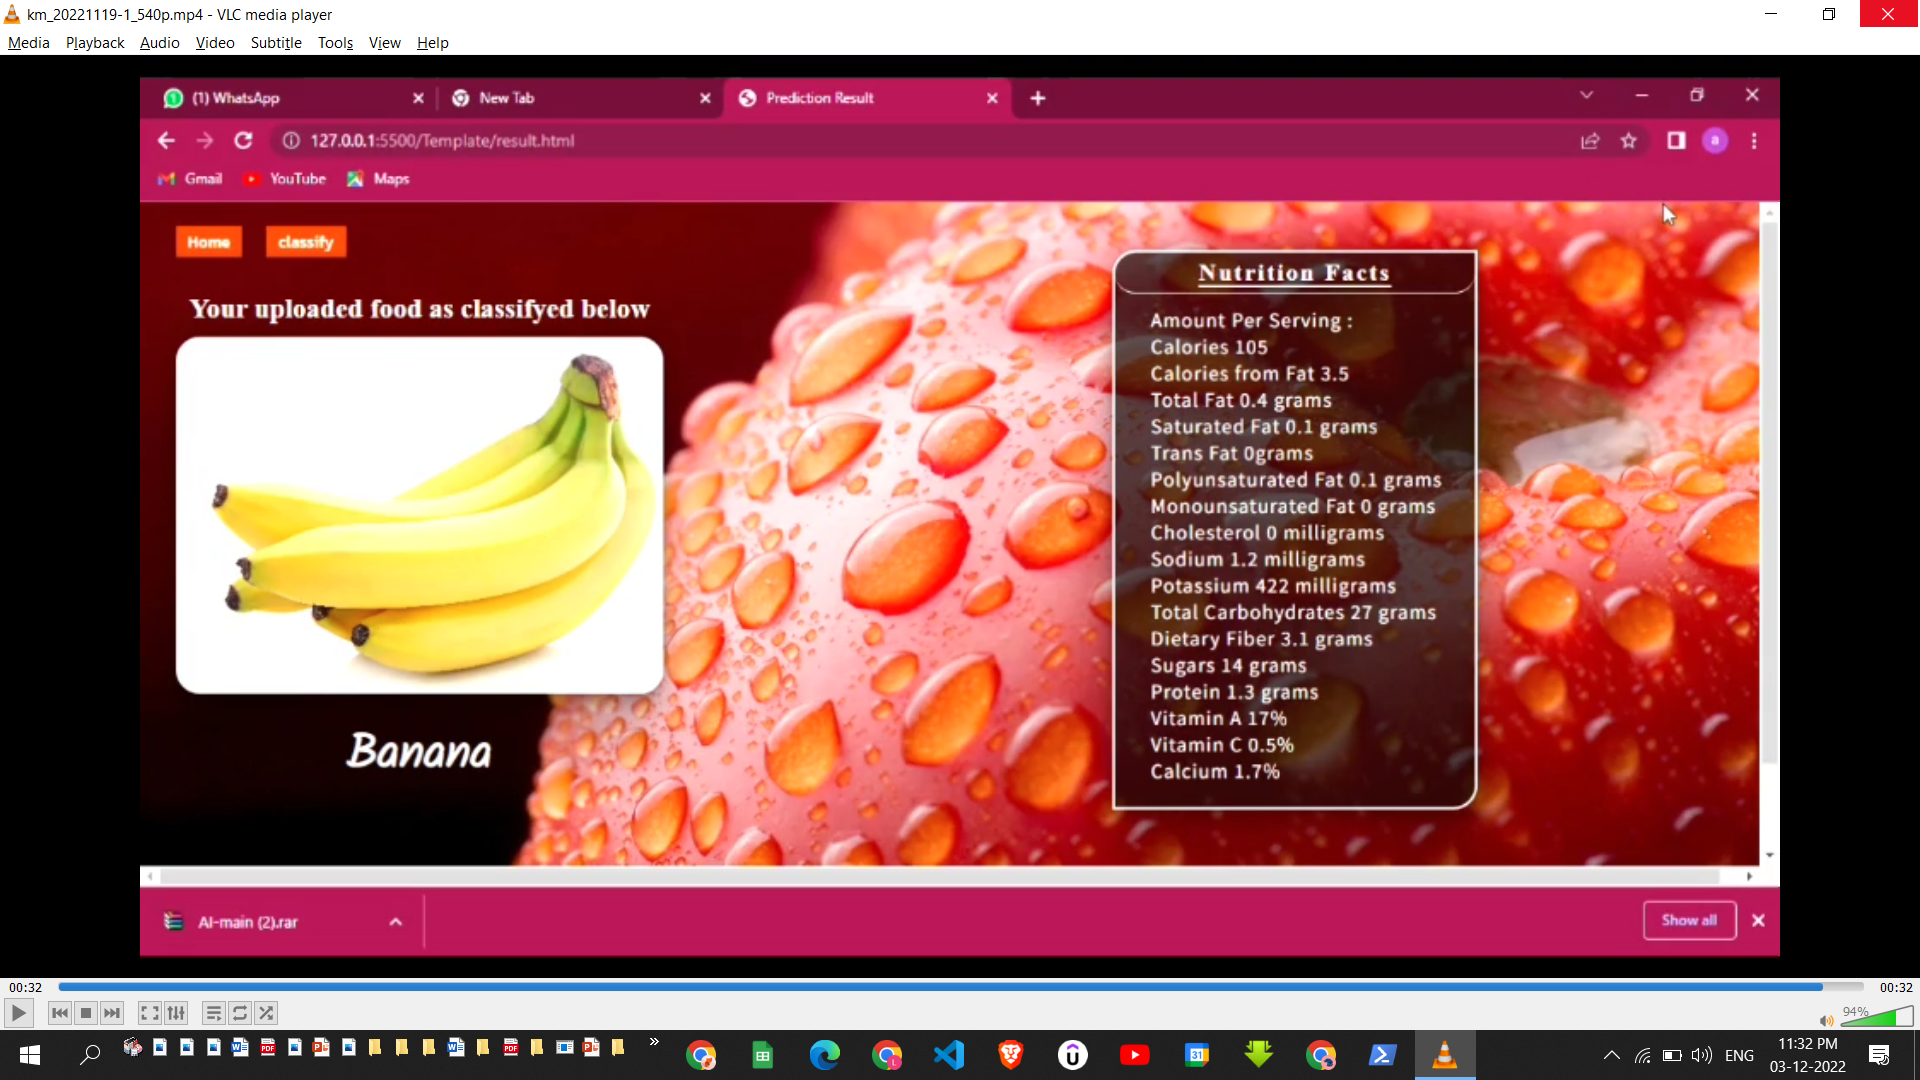 km_20221119-1_540p.mp4 - VLC media player
Media Playback Audio Video Subtitle Tools View Help
(1) WhatsApp
New Tab
Prediction Result
127.0.0.1:5500/Template/result.html
a
Gmail YouTube Maps
Home classify
Your uploaded food as classifyed below
Banana
Nutrition Facts
Amount Per Serving :
Calories 105
Calories from Fat 3.5
Total Fat 0.4 grams
Saturated Fat 0.1 grams
Trans Fat 0grams
Polyunsaturated Fat 0.1 grams
Monounsaturated Fat 0 grams
Cholesterol 0 milligrams
Sodium 1.2 milligrams
Potassium 422 milligrams
Total Carbohydrates 27 grams
Dietary Fiber 3.1 grams
Sugars 14 grams
Protein 1.3 grams
Vitamin A 17%
Vitamin C 0.5%
Calcium 1.7%
AI-main (2).rar
Show all
00:32
00:32
94%
ENG
11:32 PM
03-12-2022